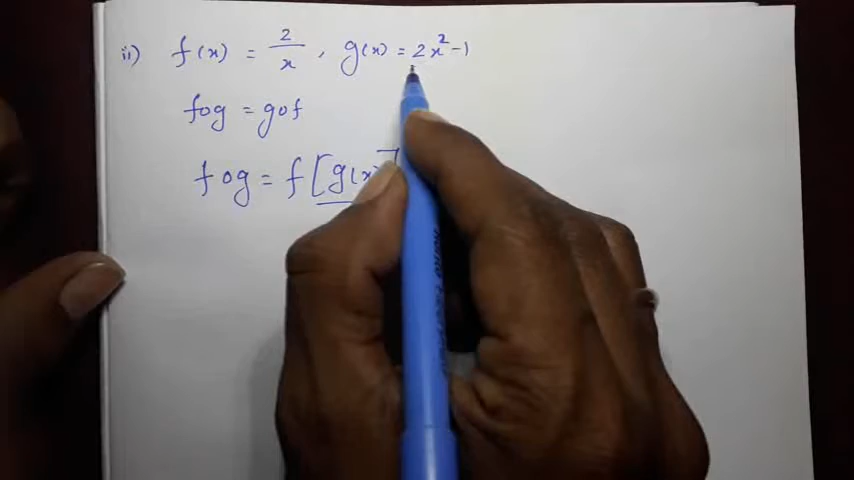 ii) f(x) = 2/x , g(x) = 2x²-1
fog = gof
fog = f[g(x)]